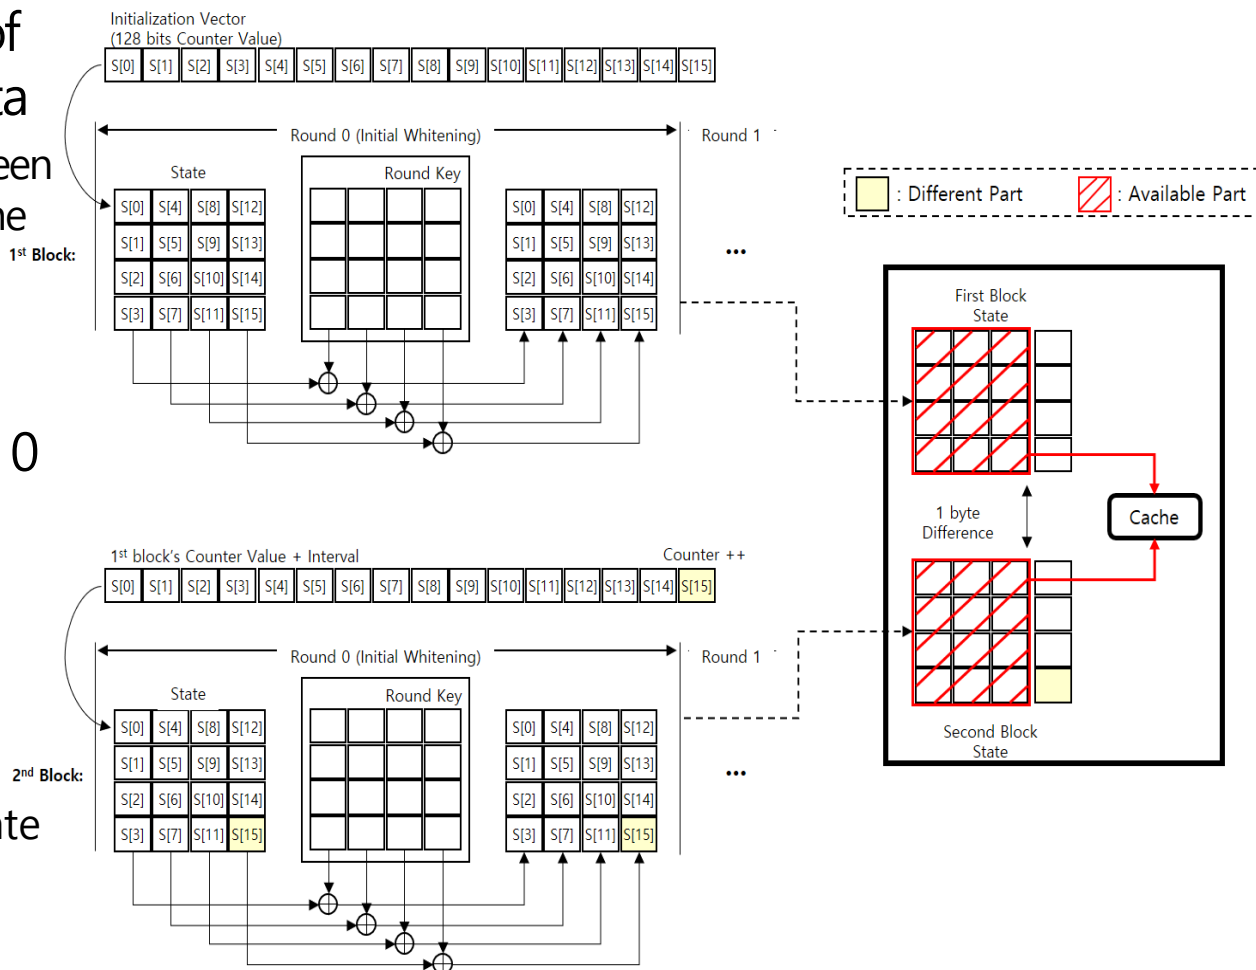 of
ta
een
ne
0
ate
Initialization Vector
(128 bits Counter Value)
S[0] S[1] S[2] S[3] S[4] S[5] S[6] S[7] S[8] S[9] S[10] S[11] S[12] S[13] S[14] S[15]
Round 0 (Initial Whitening)
Round 1
State
Round Key
1st Block:
S[0] S[4] S[8] S[12]
S[1] S[5] S[9] S[13]
S[2] S[6] S[10] S[14]
S[3] S[7] S[11] S[15]
S[0] S[4] S[8] S[12]
S[1] S[5] S[9] S[13]
S[2] S[6] S[10] S[14]
S[3] S[7] S[11] S[15]
...
1st block's Counter Value + Interval
Counter ++
S[0] S[1] S[2] S[3] S[4] S[5] S[6] S[7] S[8] S[9] S[10] S[11] S[12] S[13] S[14] S[15]
Round 0 (Initial Whitening)
Round 1
State
Round Key
2nd Block:
S[0] S[4] S[8] S[12]
S[1] S[5] S[9] S[13]
S[2] S[6] S[10] S[14]
S[3] S[7] S[11] S[15]
S[0] S[4] S[8] S[12]
S[1] S[5] S[9] S[13]
S[2] S[6] S[10] S[14]
S[3] S[7] S[11] S[15]
...
: Different Part
: Available Part
First Block
State
1 byte
Difference
Cache
Second Block
State